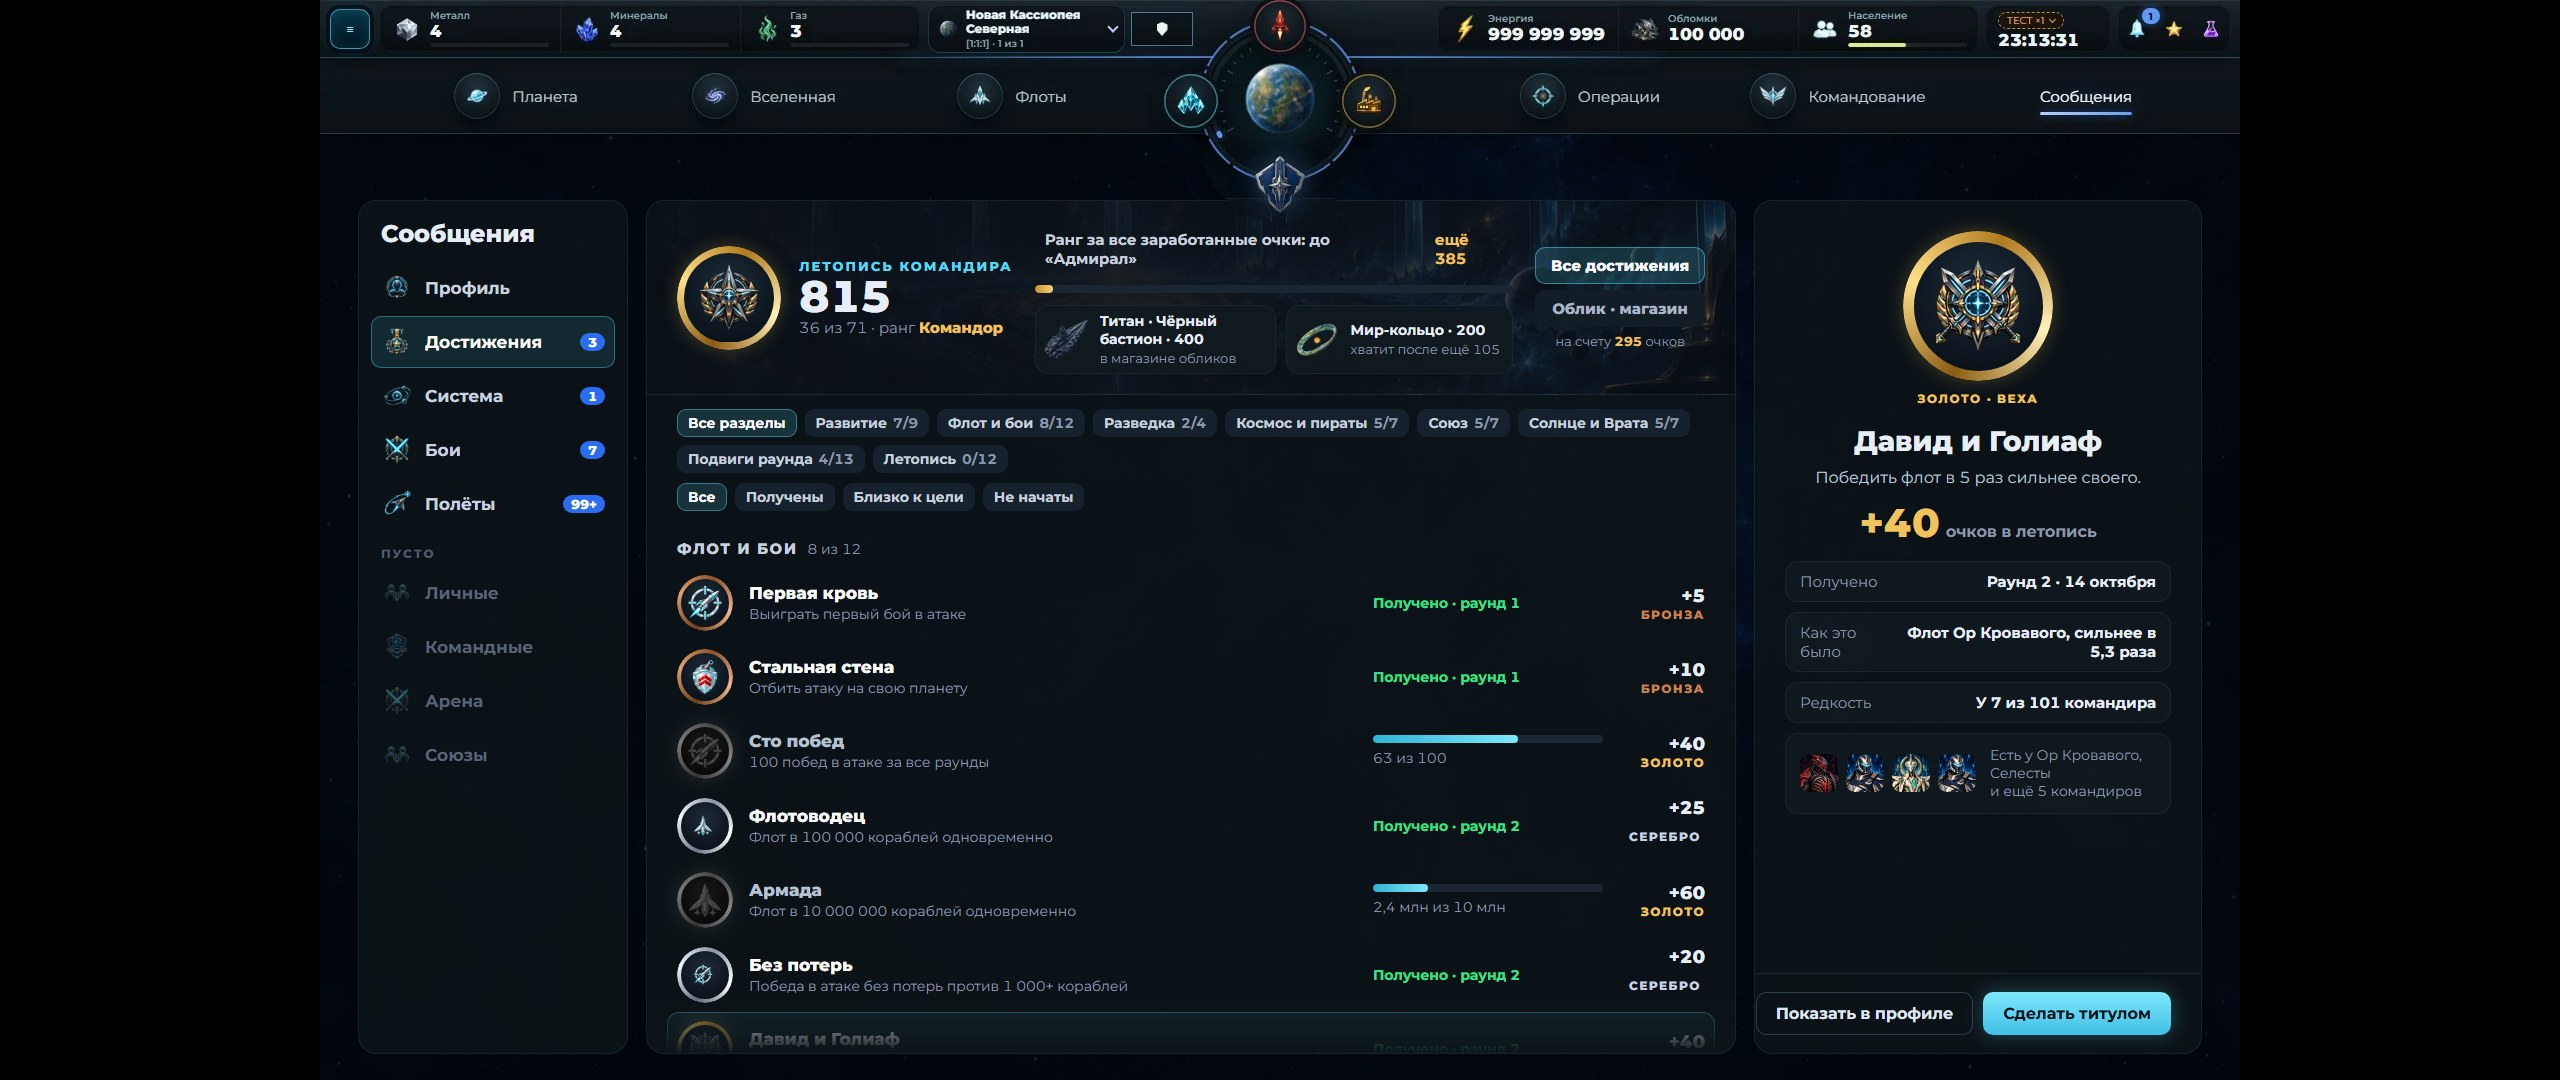 Металл
4
Минералы
4
Газ
3
Новая Кассиопея
Северная
[1:1:1] · 1 из 1
Энергия
999 999 999
Обломки
100 000
Население
58
ТЕСТ ×1
23:13:31
1
Планета
Вселенная
Флоты
Операции
Командование
Сообщения
Сообщения
Профиль
Достижения 3
Система 1
Бои 7
Полёты 99+
ПУСТО
Личные
Командные
Арена
Союзы
ЛЕТОПИСЬ КОМАНДИРА
815
36 из 71 · ранг Командор
Ранг за все заработанные очки: до
«Адмирал»
ещё
385
Титан · Чёрный
бастион · 400
в магазине обликов
Мир-кольцо · 200
хватит после ещё 105
Все достижения
Облик · магазин
на счету 295 очков
Все разделы Развитие 7/9 Флот и бои 8/12 Разведка 2/4 Космос и пираты 5/7 Союз 5/7 Солнце и Врата 5/7
Подвиги раунда 4/13 Летопись 0/12
Все Получены Близко к цели Не начаты
ФЛОТ И БОИ 8 из 12
Первая кровь
Выиграть первый бой в атаке
Получено · раунд 1
+5
БРОНЗА
Стальная стена
Отбить атаку на свою планету
Получено · раунд 1
+10
БРОНЗА
Сто побед
100 побед в атаке за все раунды
63 из 100
+40
ЗОЛОТО
Флотоводец
Флот в 100 000 кораблей одновременно
Получено · раунд 2
+25
СЕРЕБРО
Армада
Флот в 10 000 000 кораблей одновременно
2,4 млн из 10 млн
+60
ЗОЛОТО
Без потерь
Победа в атаке без потерь против 1 000+ кораблей
Получено · раунд 2
+20
СЕРЕБРО
Давид и Голиаф
Получено · раунд 2
+40
ЗОЛОТО · ВЕХА
Давид и Голиаф
Победить флот в 5 раз сильнее своего.
+40 очков в летопись
Получено
Раунд 2 · 14 октября
Как это
было
Флот Ор Кровавого, сильнее в
5,3 раза
Редкость
У 7 из 101 командира
Есть у Ор Кровавого,
Селесты
и ещё 5 командиров
Показать в профиле
Сделать титулом